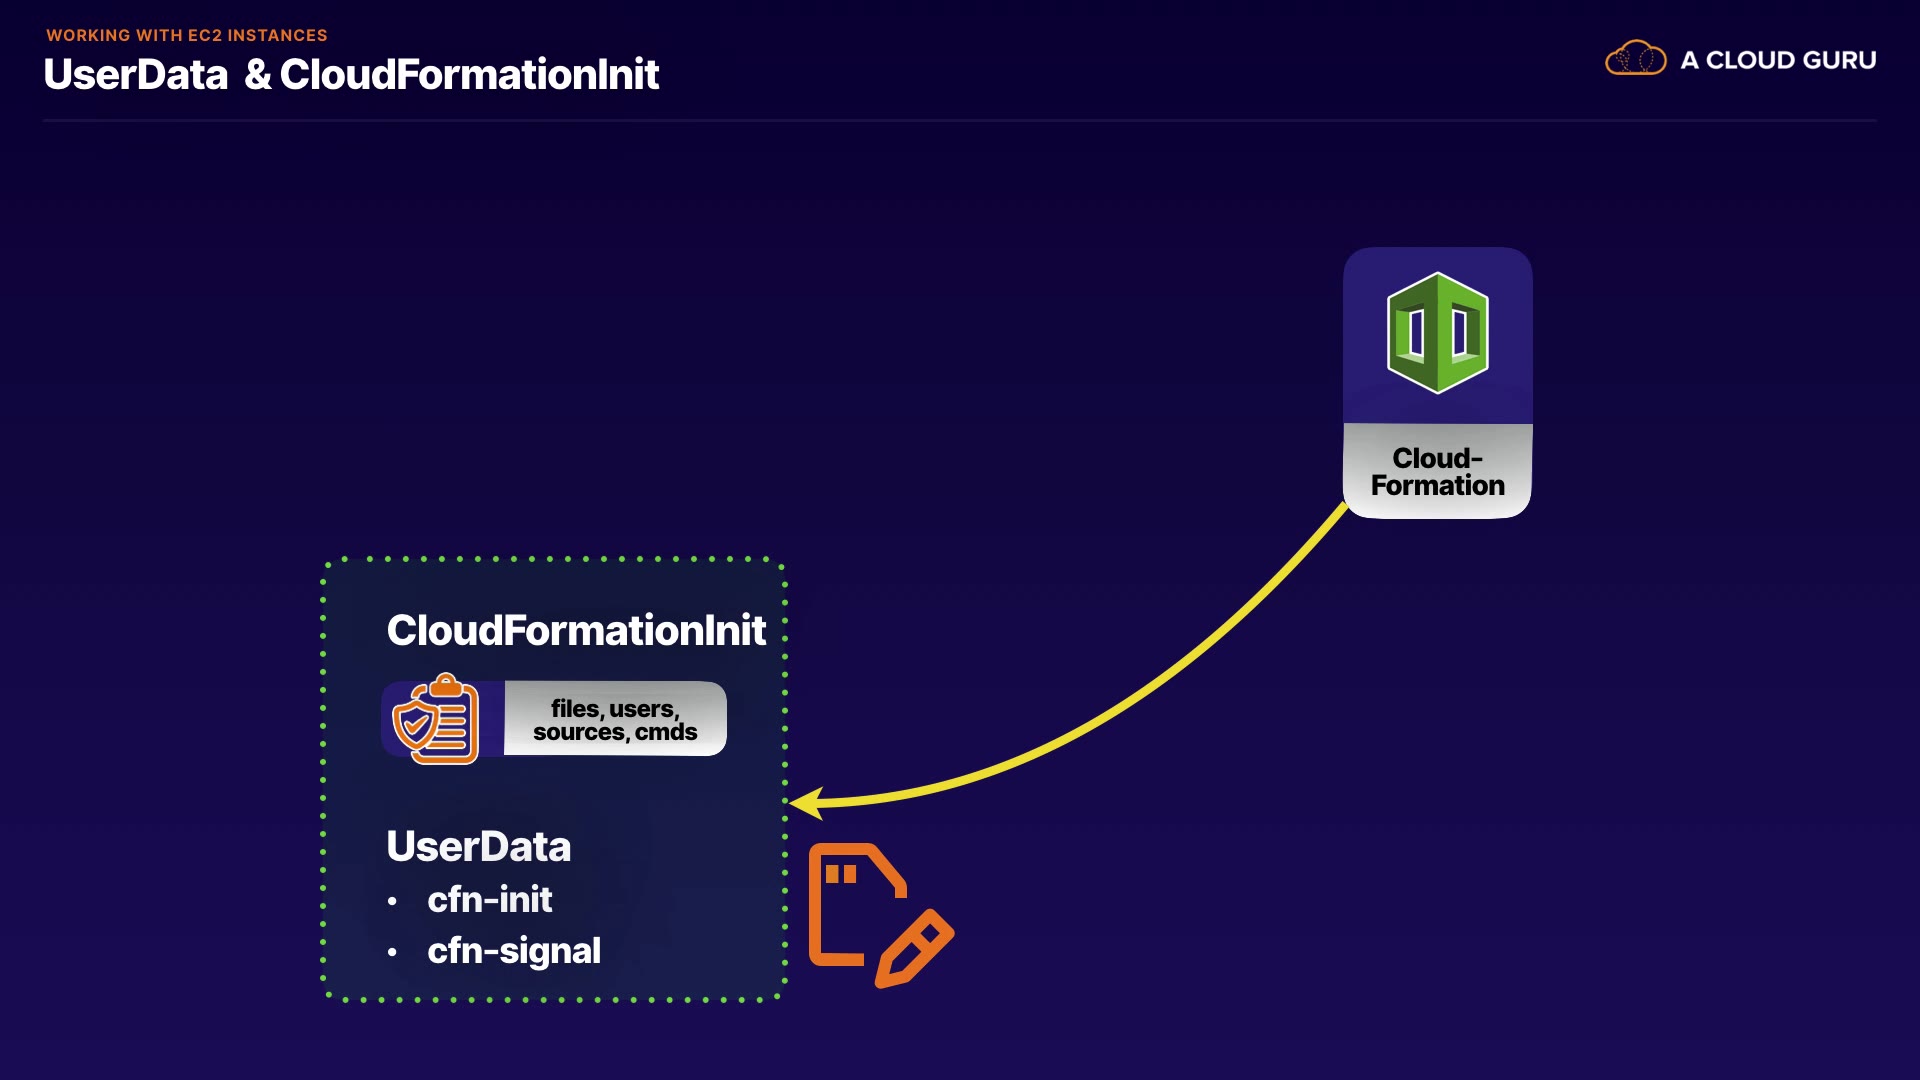 WORKING WITH EC2 INSTANCES
UserData & CloudFormationInit
A CLOUD GURU
Cloud-
Formation
CloudFormationInit
files, users,
sources, cmds
UserData
• cfn-init
• cfn-signal